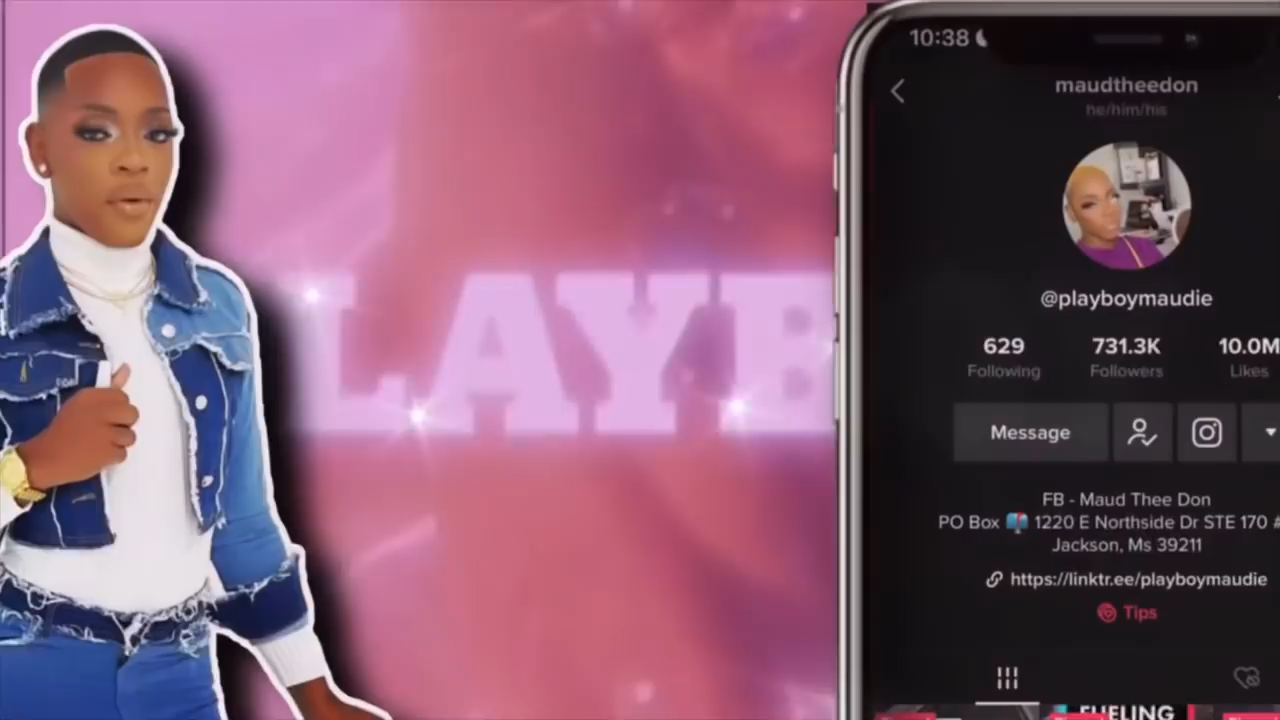 LAYB
10:38
maudtheedon
he/him/his
@playboymaudie
629
731.3K
10.0M
Following
Followers
Likes
Message
FB - Maud Thee Don
PO Box 1220 E Northside Dr STE 170 #
Jackson, Ms 39211
https://linktr.ee/playboymaudie
Tips
FUELING